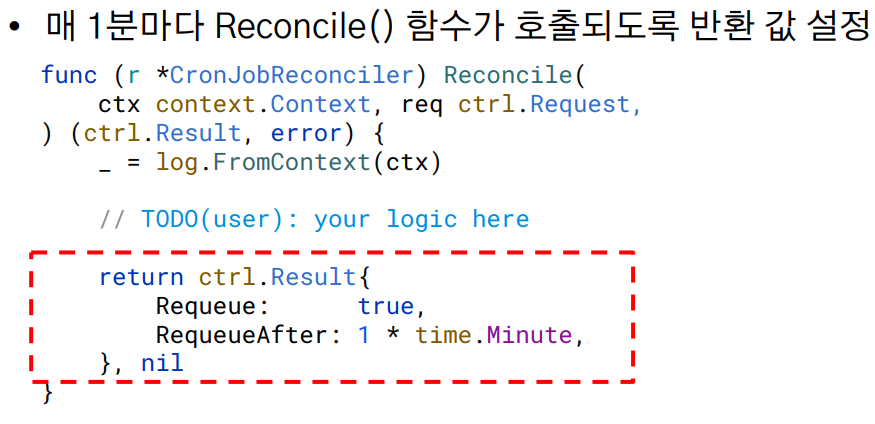 • 매 1분마다 Reconcile() 함수가 호출되도록 반환 값 설정
func (r *CronJobReconciler) Reconcile(
    ctx context.Context, req ctrl.Request,
) (ctrl.Result, error) {
    _ = log.FromContext(ctx)

    // TODO(user): your logic here

    return ctrl.Result{
        Requeue:      true,
        RequeueAfter: 1 * time.Minute,
    }, nil
}